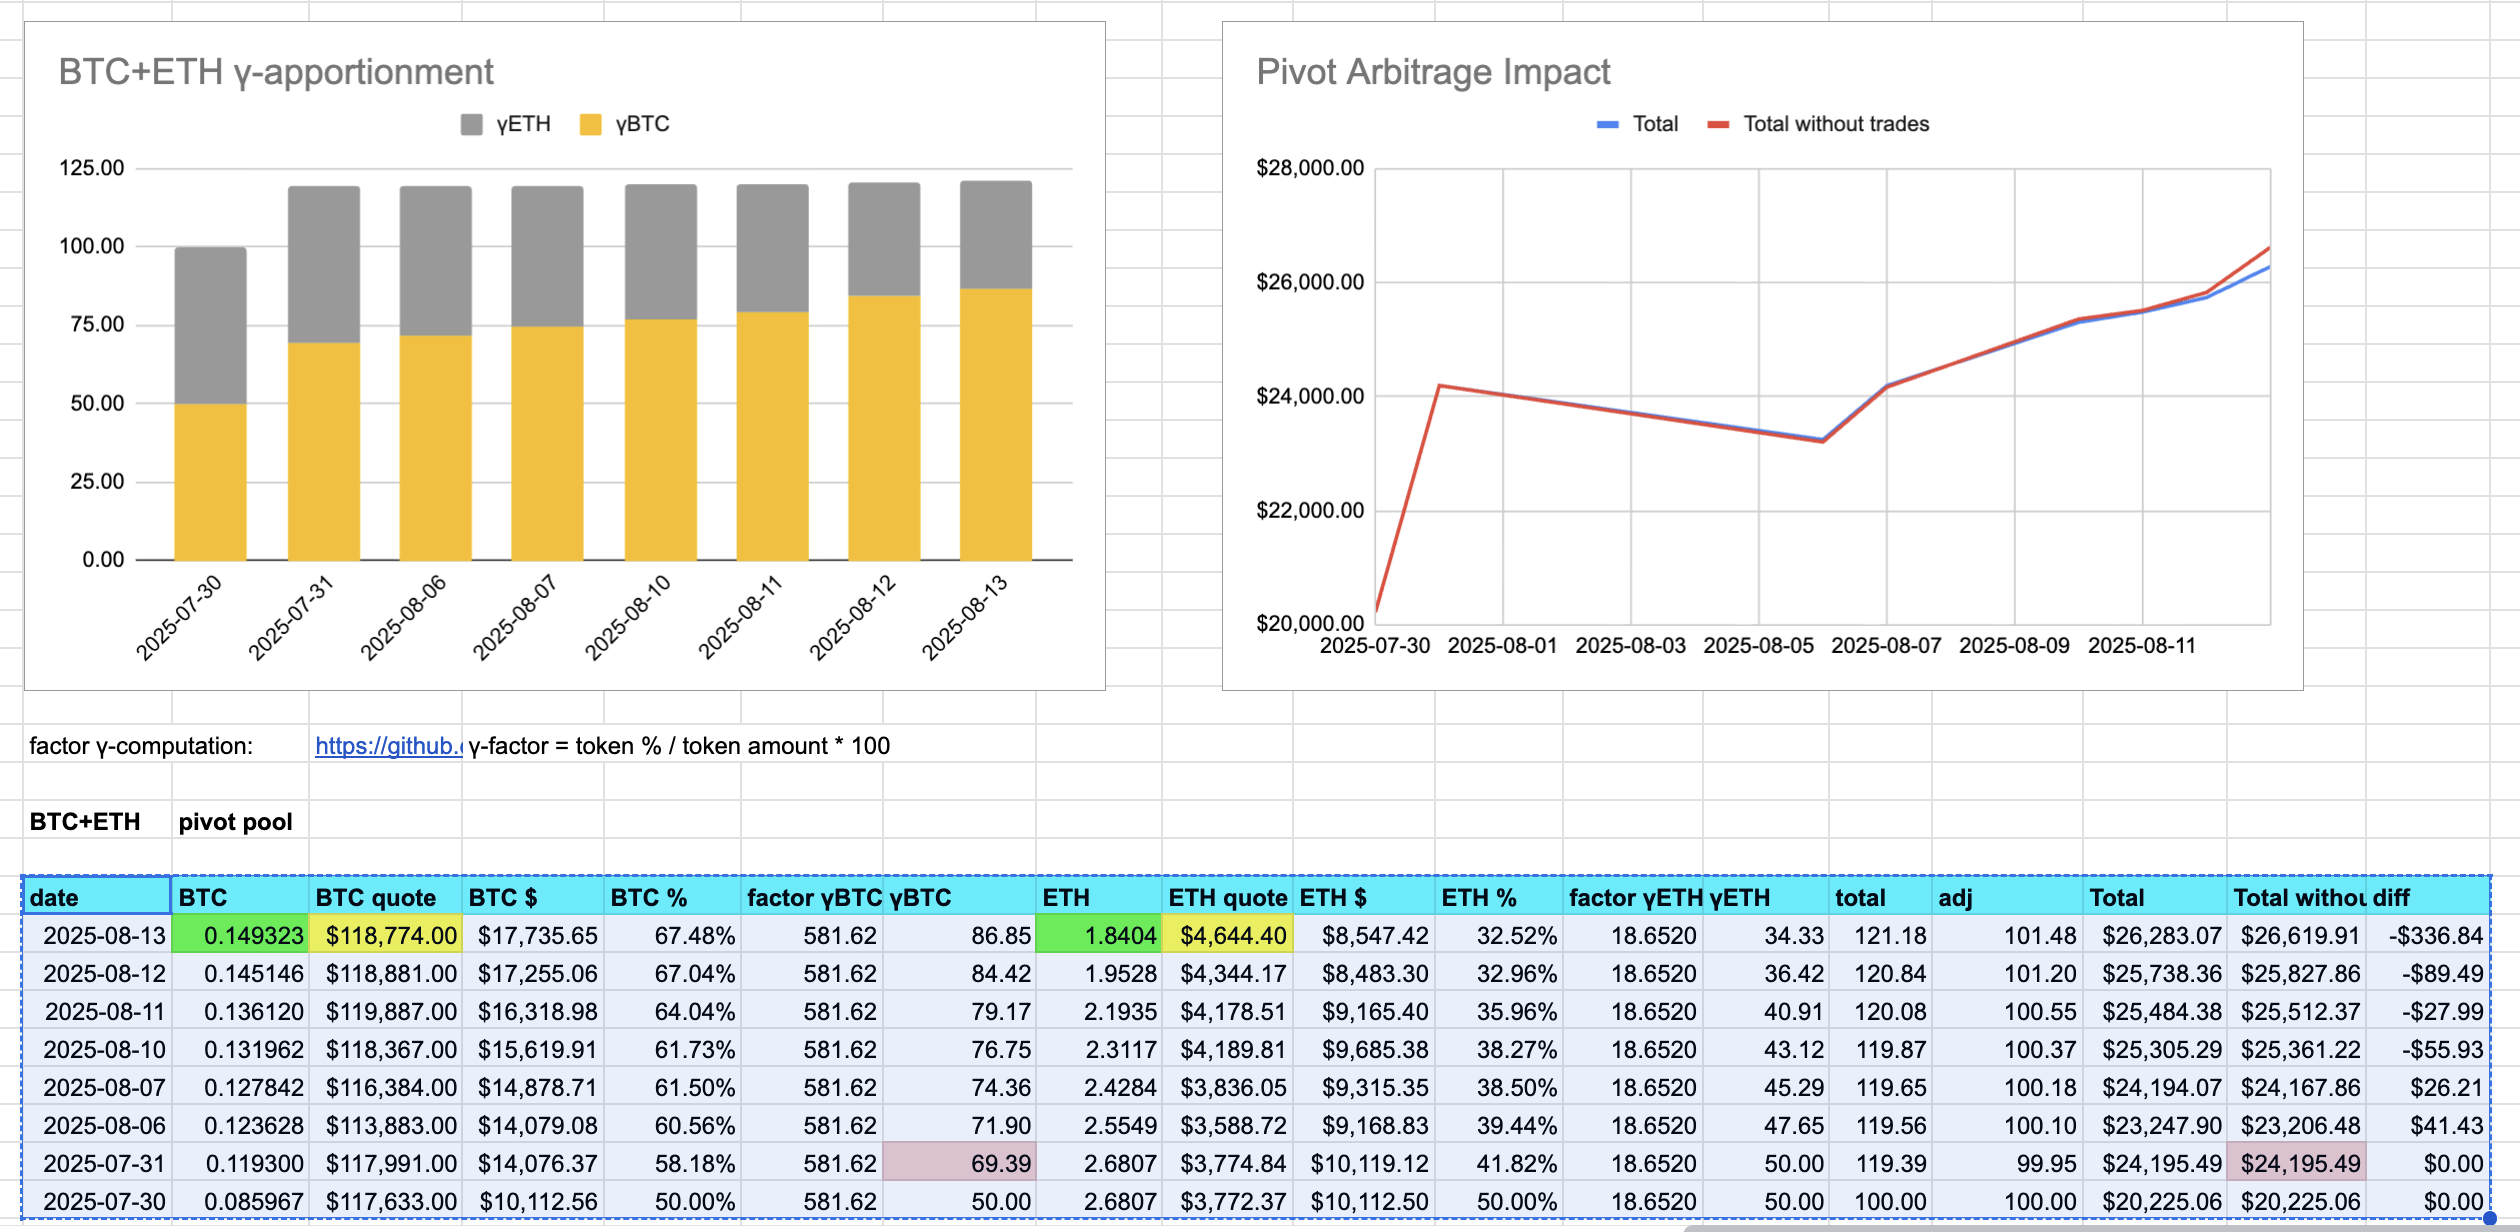 BTC+ETH γ-apportionment
γETH γBTC
125.00
100.00
75.00
50.00
25.00
0.00
2025-07-30 2025-07-31 2025-08-06 2025-08-07 2025-08-10 2025-08-11 2025-08-12 2025-08-13
Pivot Arbitrage Impact
Total Total without trades
$28,000.00
$26,000.00
$24,000.00
$22,000.00
$20,000.00
2025-07-30 2025-08-01 2025-08-03 2025-08-05 2025-08-07 2025-08-09 2025-08-11
factor γ-computation: https://github. γ-factor = token % / token amount * 100
BTC+ETH pivot pool
date BTC BTC quote BTC $ BTC % factor γBTC γBTC ETH ETH quote ETH $ ETH % factor γETH γETH total adj Total Total withou diff
2025-08-13 0.149323 $118,774.00 $17,735.65 67.48% 581.62 86.85 1.8404 $4,644.40 $8,547.42 32.52% 18.6520 34.33 121.18 101.48 $26,283.07 $26,619.91 -$336.84
2025-08-12 0.145146 $118,881.00 $17,255.06 67.04% 581.62 84.42 1.9528 $4,344.17 $8,483.30 32.96% 18.6520 36.42 120.84 101.20 $25,738.36 $25,827.86 -$89.49
2025-08-11 0.136120 $119,887.00 $16,318.98 64.04% 581.62 79.17 2.1935 $4,178.51 $9,165.40 35.96% 18.6520 40.91 120.08 100.55 $25,484.38 $25,512.37 -$27.99
2025-08-10 0.131962 $118,367.00 $15,619.91 61.73% 581.62 76.75 2.3117 $4,189.81 $9,685.38 38.27% 18.6520 43.12 119.87 100.37 $25,305.29 $25,361.22 -$55.93
2025-08-07 0.127842 $116,384.00 $14,878.71 61.50% 581.62 74.36 2.4284 $3,836.05 $9,315.35 38.50% 18.6520 45.29 119.65 100.18 $24,194.07 $24,167.86 $26.21
2025-08-06 0.123628 $113,883.00 $14,079.08 60.56% 581.62 71.90 2.5549 $3,588.72 $9,168.83 39.44% 18.6520 47.65 119.56 100.10 $23,247.90 $23,206.48 $41.43
2025-07-31 0.119300 $117,991.00 $14,076.37 58.18% 581.62 69.39 2.6807 $3,774.84 $10,119.12 41.82% 18.6520 50.00 119.39 99.95 $24,195.49 $24,195.49 $0.00
2025-07-30 0.085967 $117,633.00 $10,112.56 50.00% 581.62 50.00 2.6807 $3,772.37 $10,112.50 50.00% 18.6520 50.00 100.00 100.00 $20,225.06 $20,225.06 $0.00